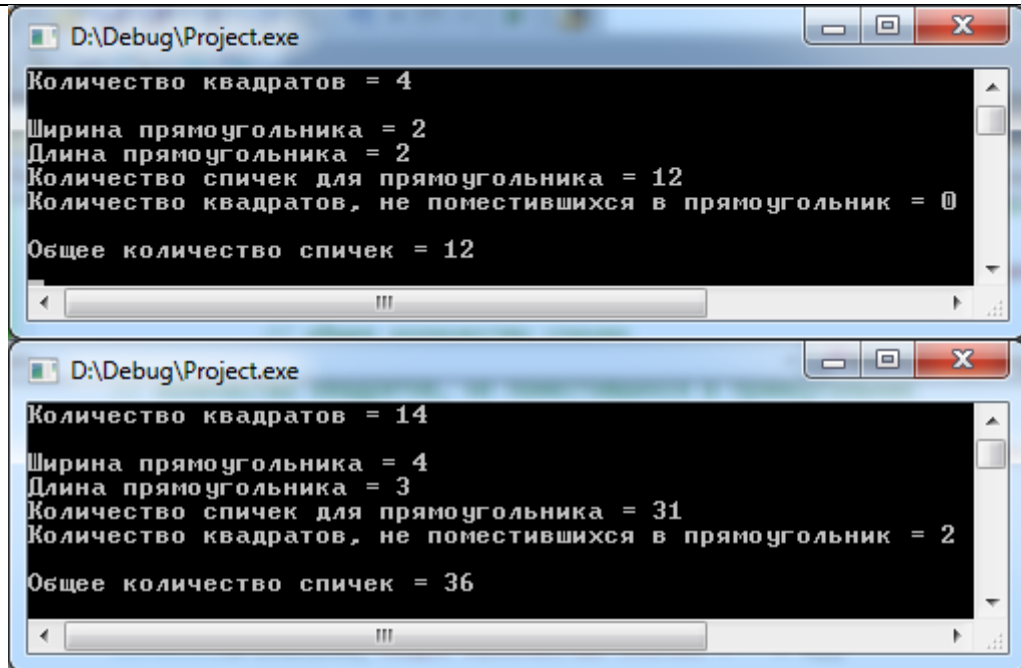 D:\Debug\Project.exe
Количество квадратов = 4
Ширина прямоугольника = 2
Длина прямоугольника = 2
Количество спичек для прямоугольника = 12
Количество квадратов, не поместившихся в прямоугольник = 0
Общее количество спичек = 12
D:\Debug\Project.exe
Количество квадратов = 14
Ширина прямоугольника = 4
Длина прямоугольника = 3
Количество спичек для прямоугольника = 31
Количество квадратов, не поместившихся в прямоугольник = 2
Общее количество спичек = 36